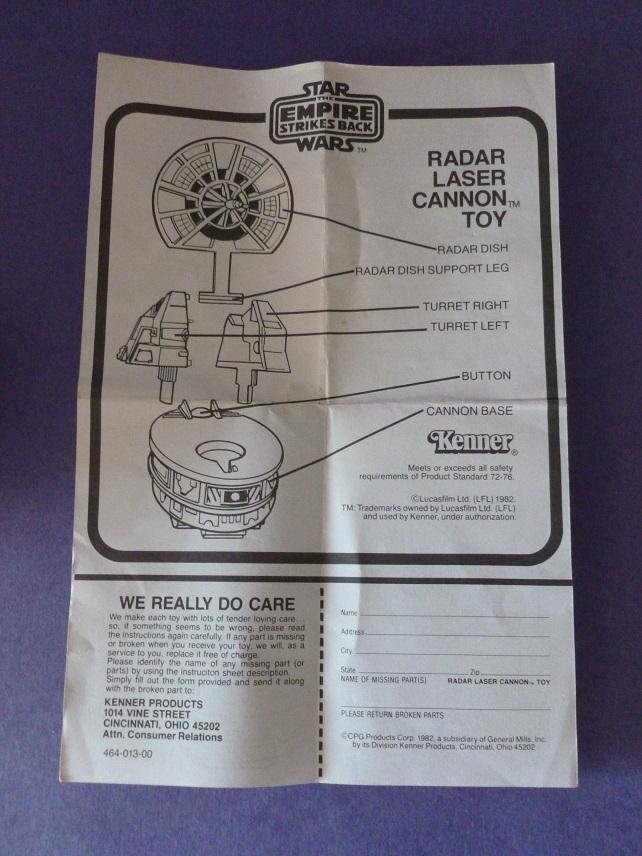 STAR
THE
EMPIRE
STRIKES BACK
WARS TM
RADAR
LASER
CANNON TM
TOY
RADAR DISH
RADAR DISH SUPPORT LEG
TURRET RIGHT
TURRET LEFT
BUTTON
CANNON BASE
Kenner®
Meets or exceeds all safety
requirements of Product Standard 72-76.
©Lucasfilm Ltd. (LFL) 1982.
TM: Trademarks owned by Lucasfilm Ltd. (LFL)
and used by Kenner, under authorization.
WE REALLY DO CARE
We make each toy with lots of tender loving care...
so, if something seems to be wrong, please read
the instructions again carefully. If any part is missing
or broken when you receive your toy, we will, as a
service to you, replace it free of charge.
Please identify the name of any missing part (or
parts) by using the instruciton sheet description.
Simply fill out the form provided and send it along
with the broken part to:
KENNER PRODUCTS
1014 VINE STREET
CINCINNATI, OHIO 45202
Attn. Consumer Relations
464-013-00
Name
Address
City
State Zip
NAME OF MISSING PART(S) RADAR LASER CANNON TM TOY
PLEASE RETURN BROKEN PARTS
©CPG Products Corp. 1982, a subsidiary of General Mills, Inc.
by its Division Kenner Products, Cincinnati, Ohio 45202